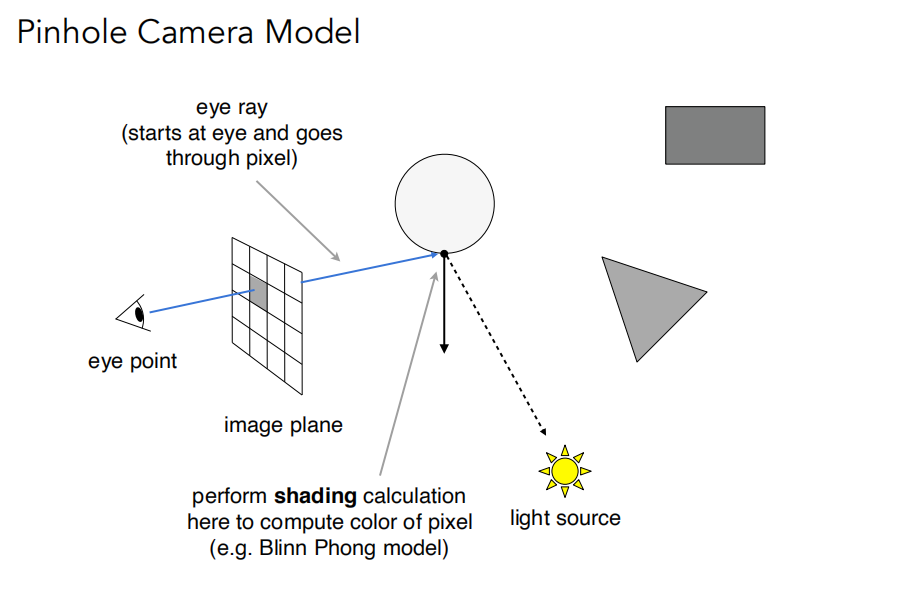 Pinhole Camera Model
eye ray
(starts at eye and goes
through pixel)
eye point
image plane
perform shading calculation
here to compute color of pixel
(e.g. Blinn Phong model)
light source